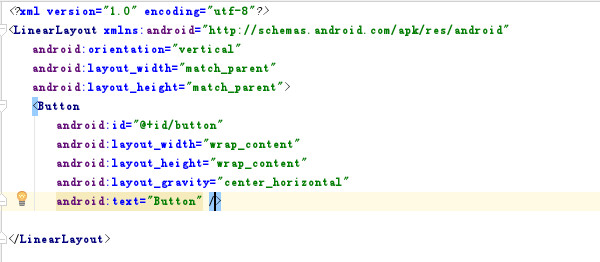 <?xml version="1.0" encoding="utf-8"?>
<LinearLayout xmlns:android="http://schemas.android.com/apk/res/android"
    android:orientation="vertical"
    android:layout_width="match_parent"
    android:layout_height="match_parent">
    <Button
        android:id="@+id/button"
        android:layout_width="wrap_content"
        android:layout_height="wrap_content"
        android:layout_gravity="center_horizontal"
        android:text="Button" />
</LinearLayout>